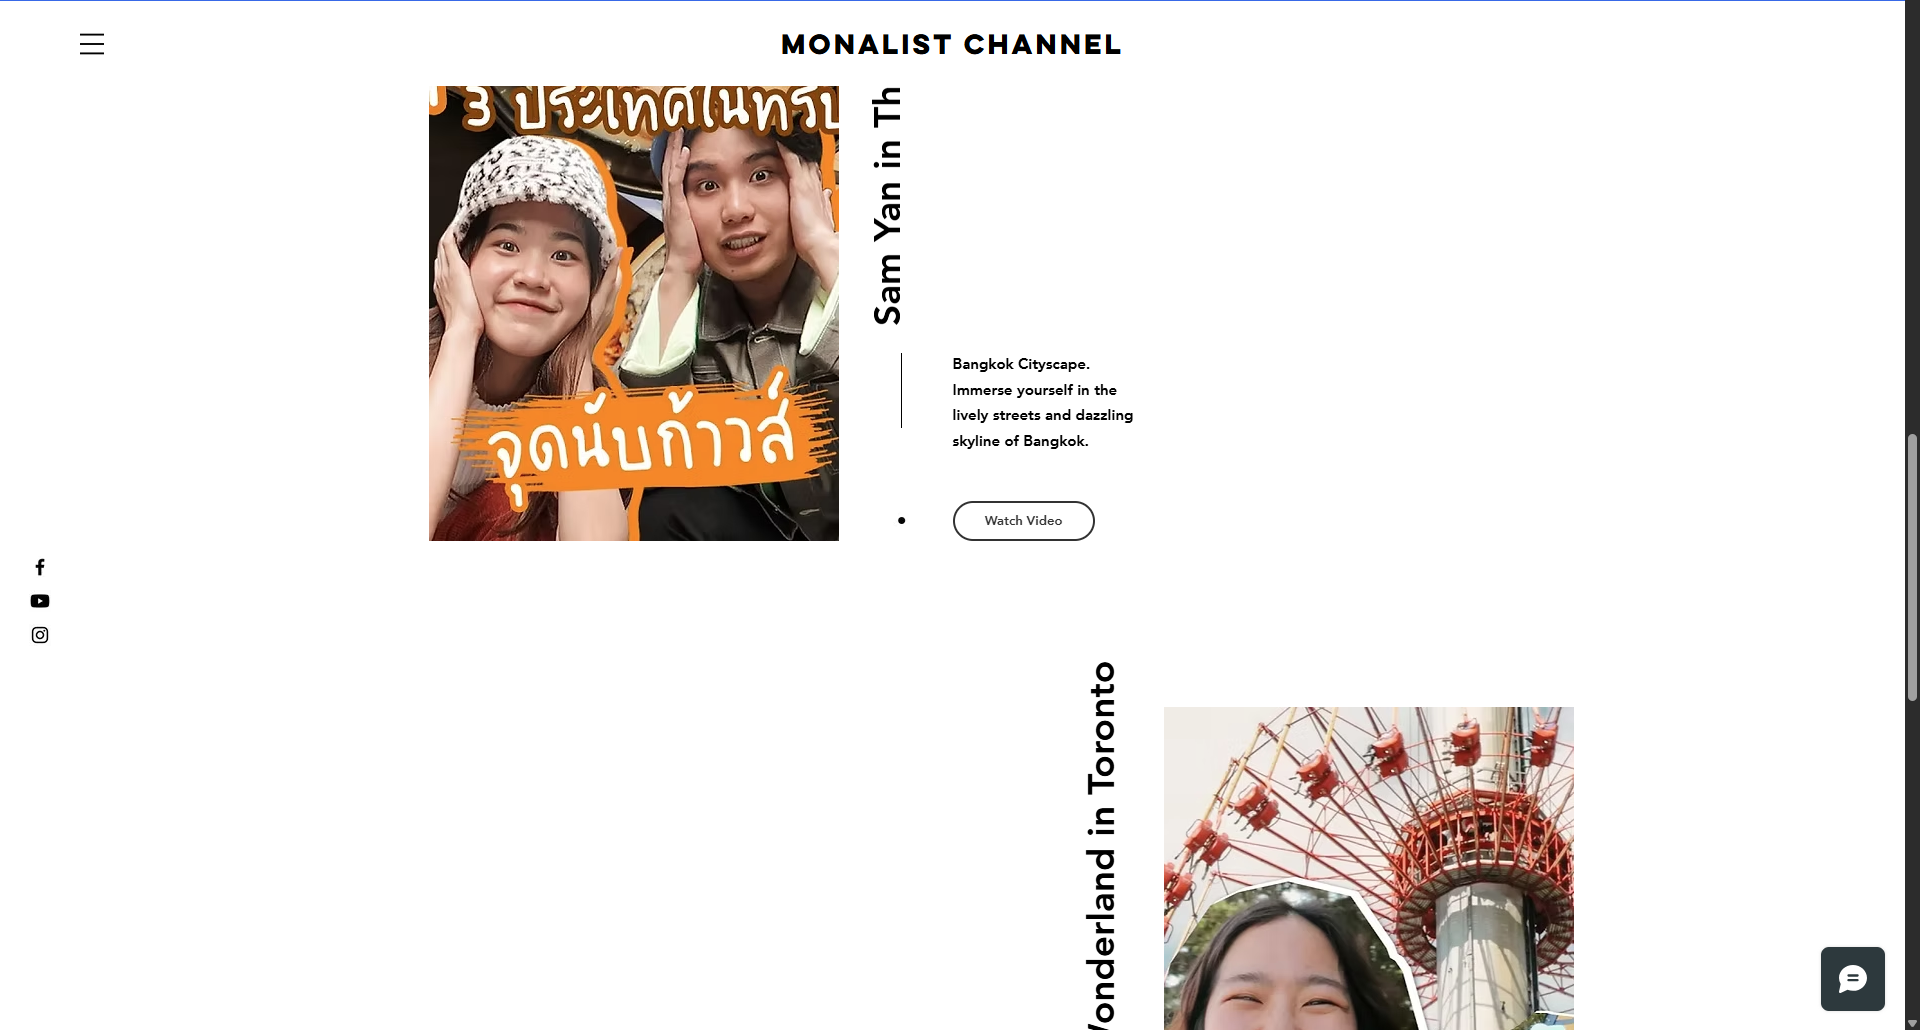 MONALIST CHANNEL
3 ประเทศในทริป
จุดนับก้าวส์
Sam Yan in Th
Bangkok Cityscape.
Immerse yourself in the
lively streets and dazzling
skyline of Bangkok.
Watch Video
Wonderland in Toronto